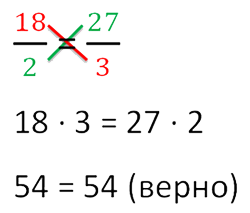 18/2 = 27/3
18 · 3 = 27 · 2
54 = 54 (верно)